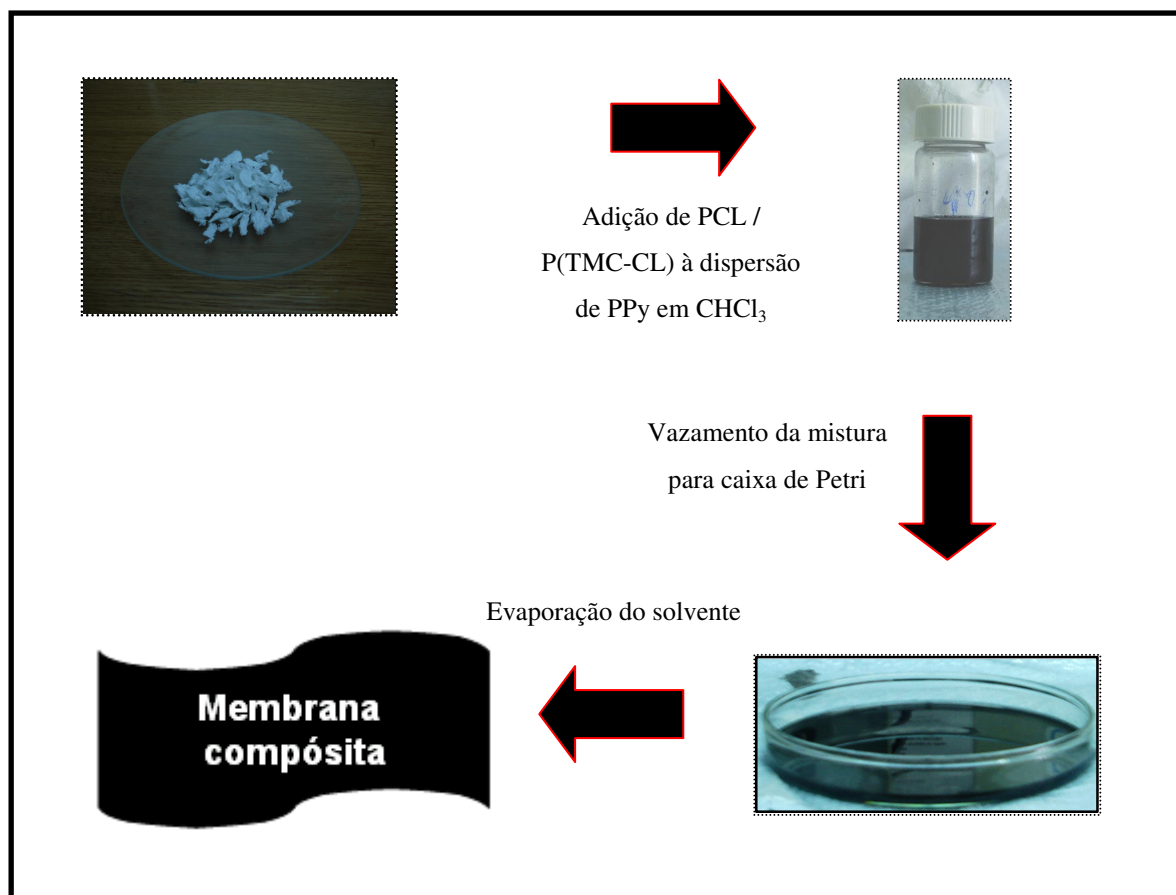 Adição de PCL /
P(TMC-CL) à dispersão
de PPy em CHCl₃
Vazamento da mistura
para caixa de Petri
Evaporação do solvente
Membrana
compósita